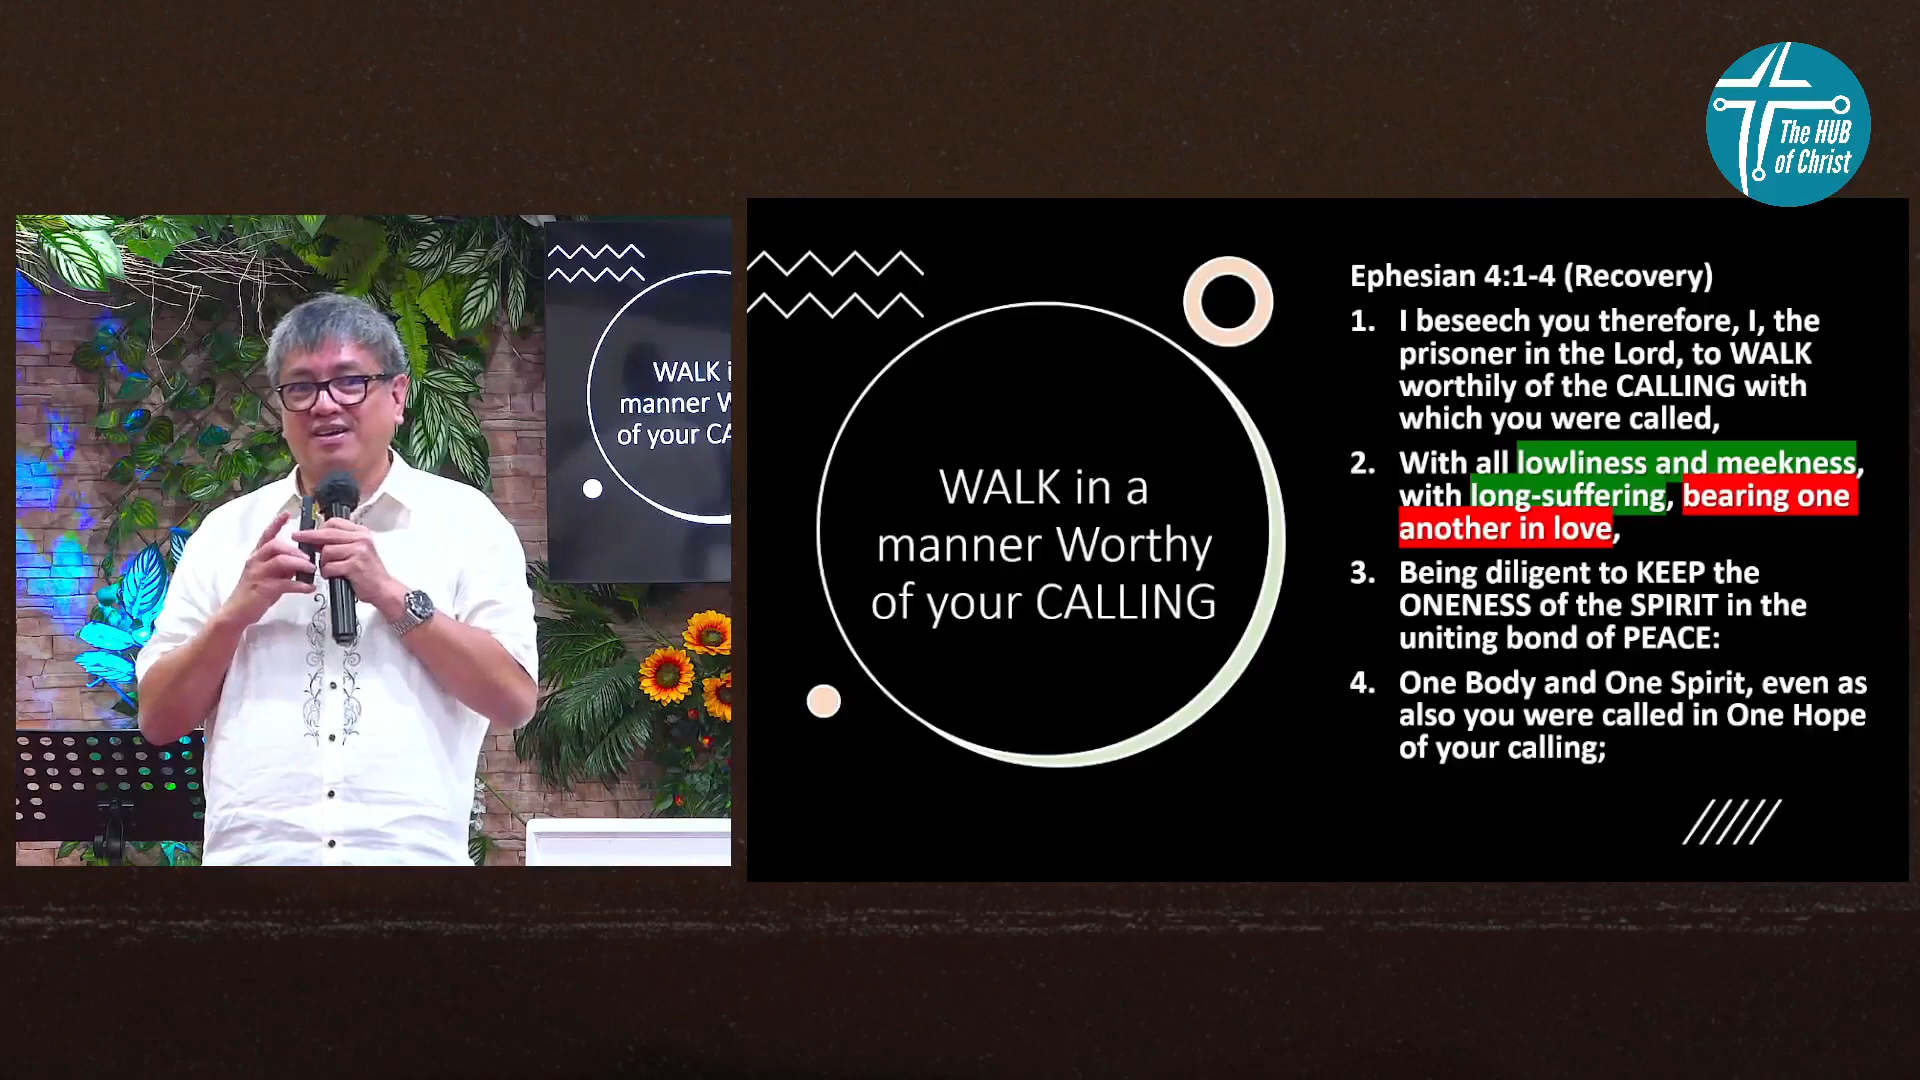 The HUB
of Christ
WALK i
manner W
of your CA
WALK in a
manner Worthy
of your CALLING
Ephesian 4:1-4 (Recovery)
1. I beseech you therefore, I, the
prisoner in the Lord, to WALK
worthily of the CALLING with
which you were called,
2. With all lowliness and meekness,
with long-suffering, bearing one
another in love,
3. Being diligent to KEEP the
ONENESS of the SPIRIT in the
uniting bond of PEACE:
4. One Body and One Spirit, even as
also you were called in One Hope
of your calling;